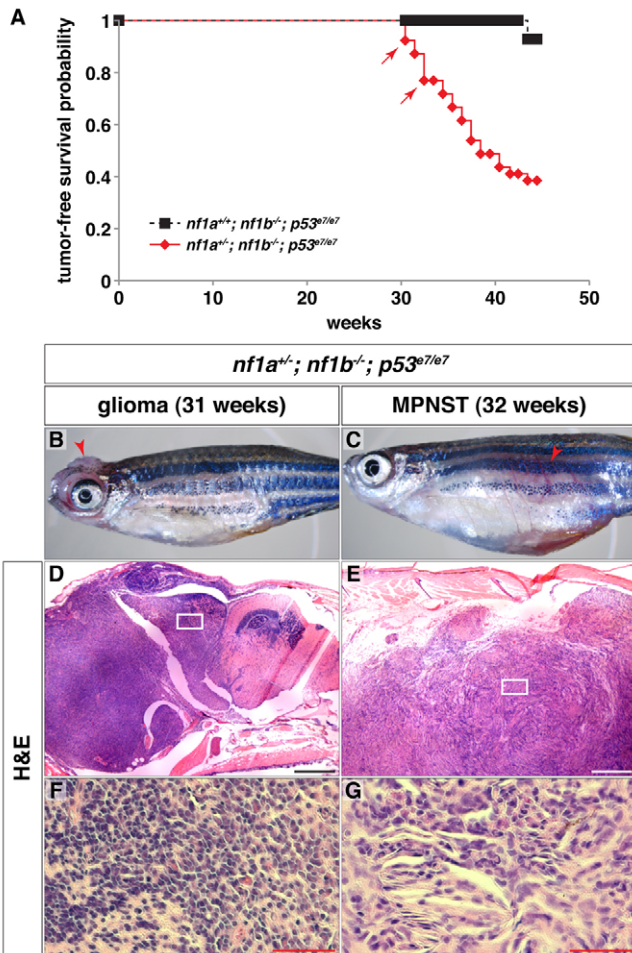 A
tumor-free survival probability
1
0.8
0.6
0.4
0.2
0
nf1a+/+; nf1b-/-; p53e7/e7
nf1a+/-; nf1b-/-; p53e7/e7
0 10 20 30 40 50
weeks
nf1a+/-; nf1b-/-; p53e7/e7
glioma (31 weeks) MPNST (32 weeks)
B C
H&E
D E
F G